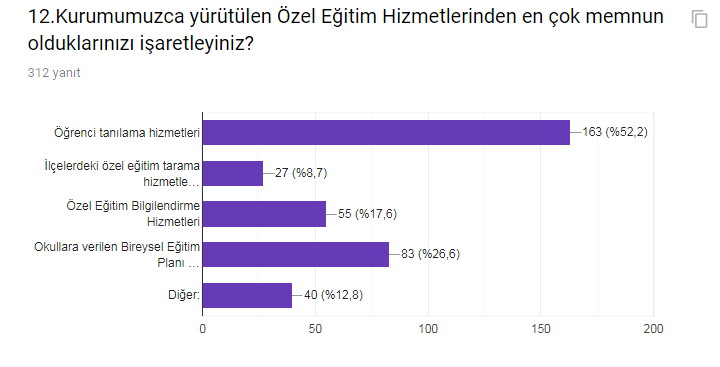 12.Kurumumuzca yürütülen Özel Eğitim Hizmetlerinden en çok memnun
olduklarınızı işaretleyiniz?
312 yanıt
Öğrenci tanılama hizmetleri
163 (%52,2)
İlçelerdeki özel eğitim tarama
hizmetle…
27 (%8,7)
Özel Eğitim Bilgilendirme
Hizmetleri
55 (%17,6)
Okullara verilen Bireysel Eğitim
Planı …
83 (%26,6)
Diğer:
40 (%12,8)
0 50 100 150 200